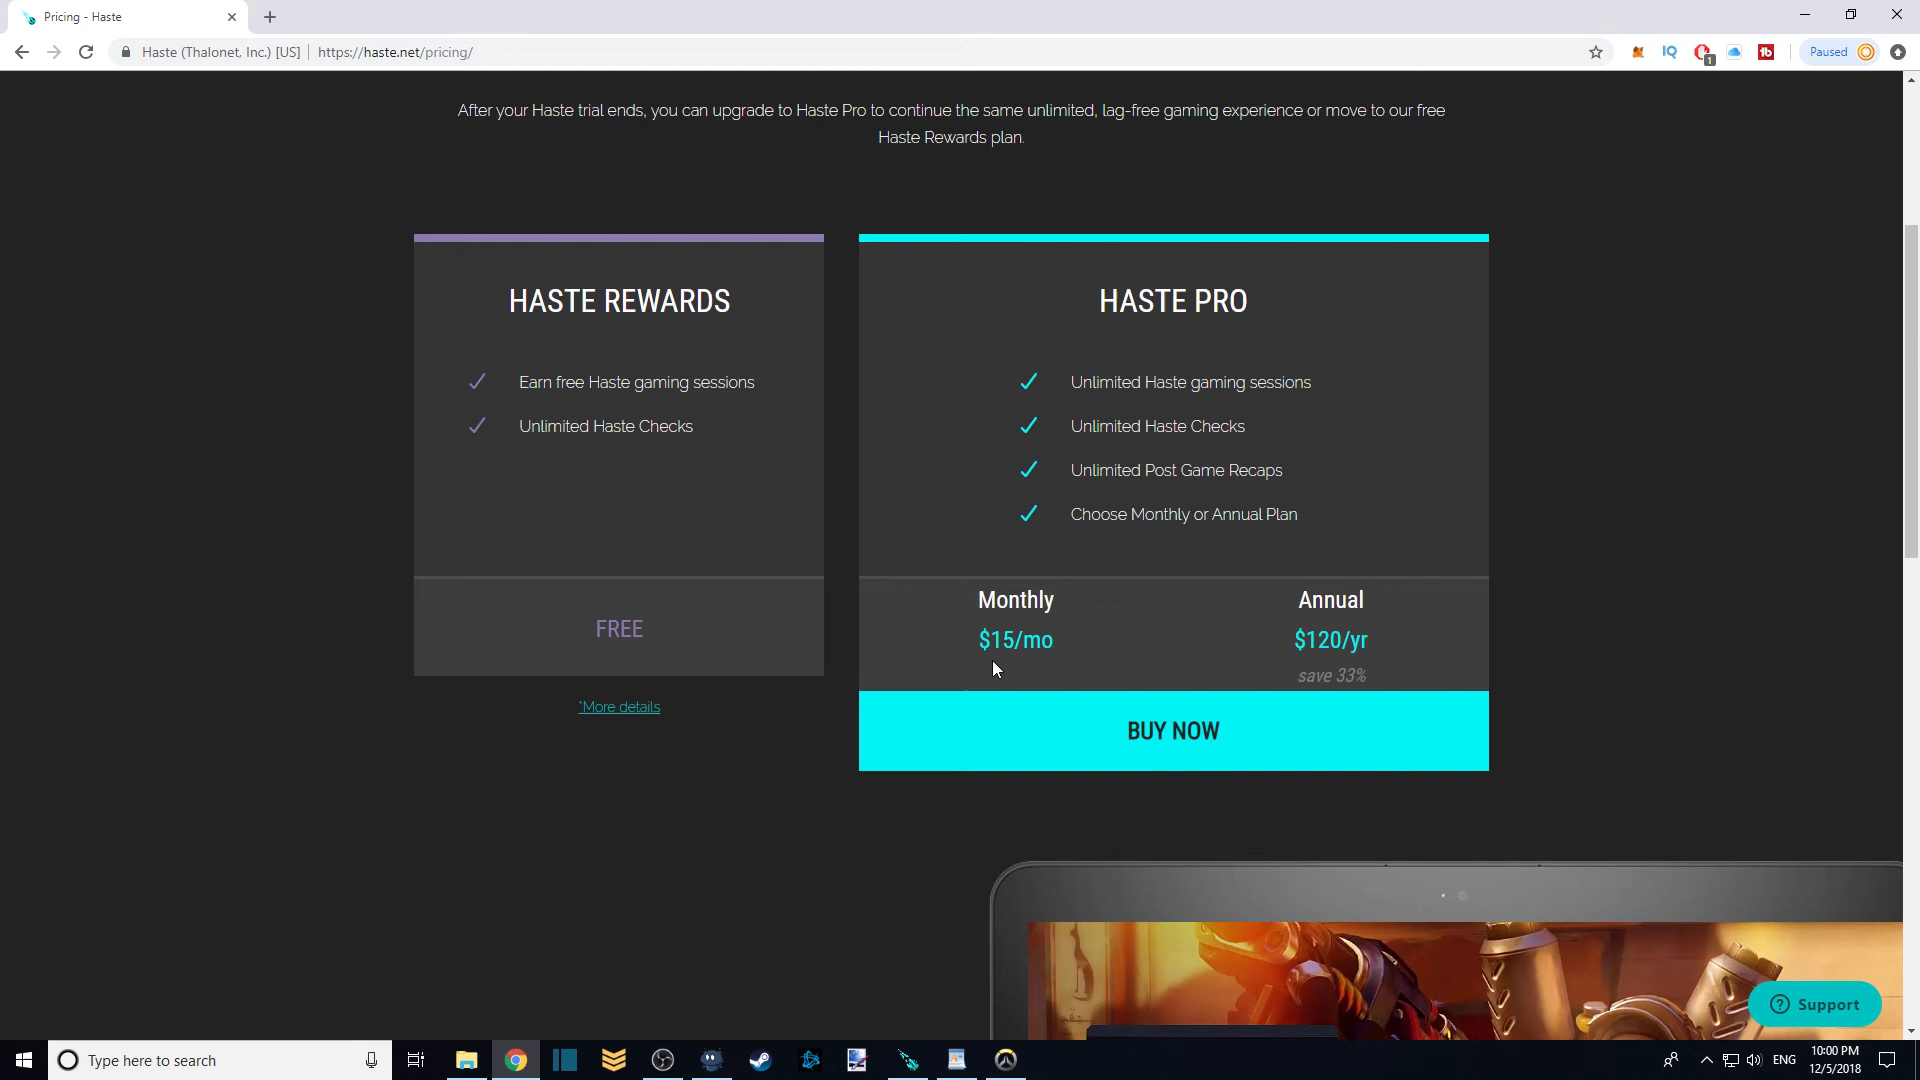 Pricing - Haste
Haste (Thalonet, Inc.) [US] https://haste.net/pricing/
IQ
1
Paused
After your Haste trial ends, you can upgrade to Haste Pro to continue the same unlimited, lag-free gaming experience or move to our free
Haste Rewards plan.
HASTE REWARDS
Earn free Haste gaming sessions
Unlimited Haste Checks
FREE
*More details
HASTE PRO
Unlimited Haste gaming sessions
Unlimited Haste Checks
Unlimited Post Game Recaps
Choose Monthly or Annual Plan
Monthly
$15/mo
Annual
$120/yr
save 33%
BUY NOW
Support
Type here to search
ENG
10:00 PM
12/5/2018